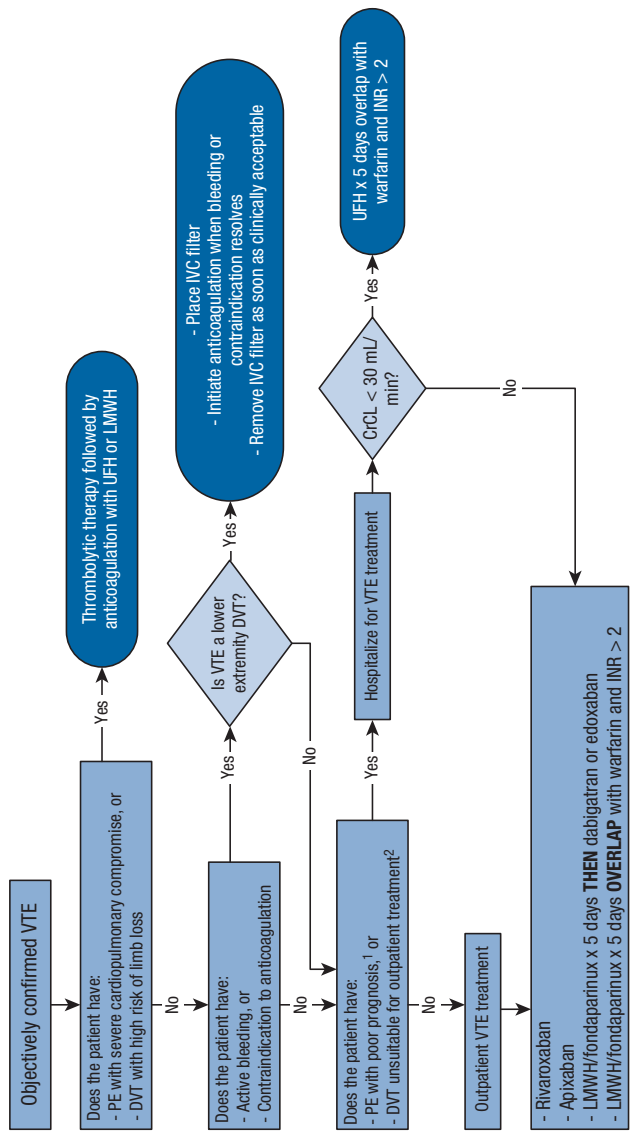 Objectively confirmed VTE
Does the patient have:
- PE with severe cardiopulmonary compromise, or
- DVT with high risk of limb loss
Yes
Thrombolytic therapy followed by
anticoagulation with UFH or LMWH
No
Does the patient have:
- Active bleeding, or
- Contraindication to anticoagulation
Yes
Is VTE a lower
extremity DVT?
Yes
- Place IVC filter
- Initiate anticoagulation when bleeding or
contraindication resolves
- Remove IVC filter as soon as clinically acceptable
No
No
Does the patient have:
- PE with poor prognosis,1 or
- DVT unsuitable for outpatient treatment2
Yes
Hospitalize for VTE treatment
CrCL < 30 mL/
min?
Yes
UFH x 5 days overlap with
warfarin and INR > 2
No
No
Outpatient VTE treatment
- Rivaroxaban
- Apixaban
- LMWH/fondaparinux x 5 days THEN dabigatran or edoxaban
- LMWH/fondaparinux x 5 days OVERLAP with warfarin and INR > 2